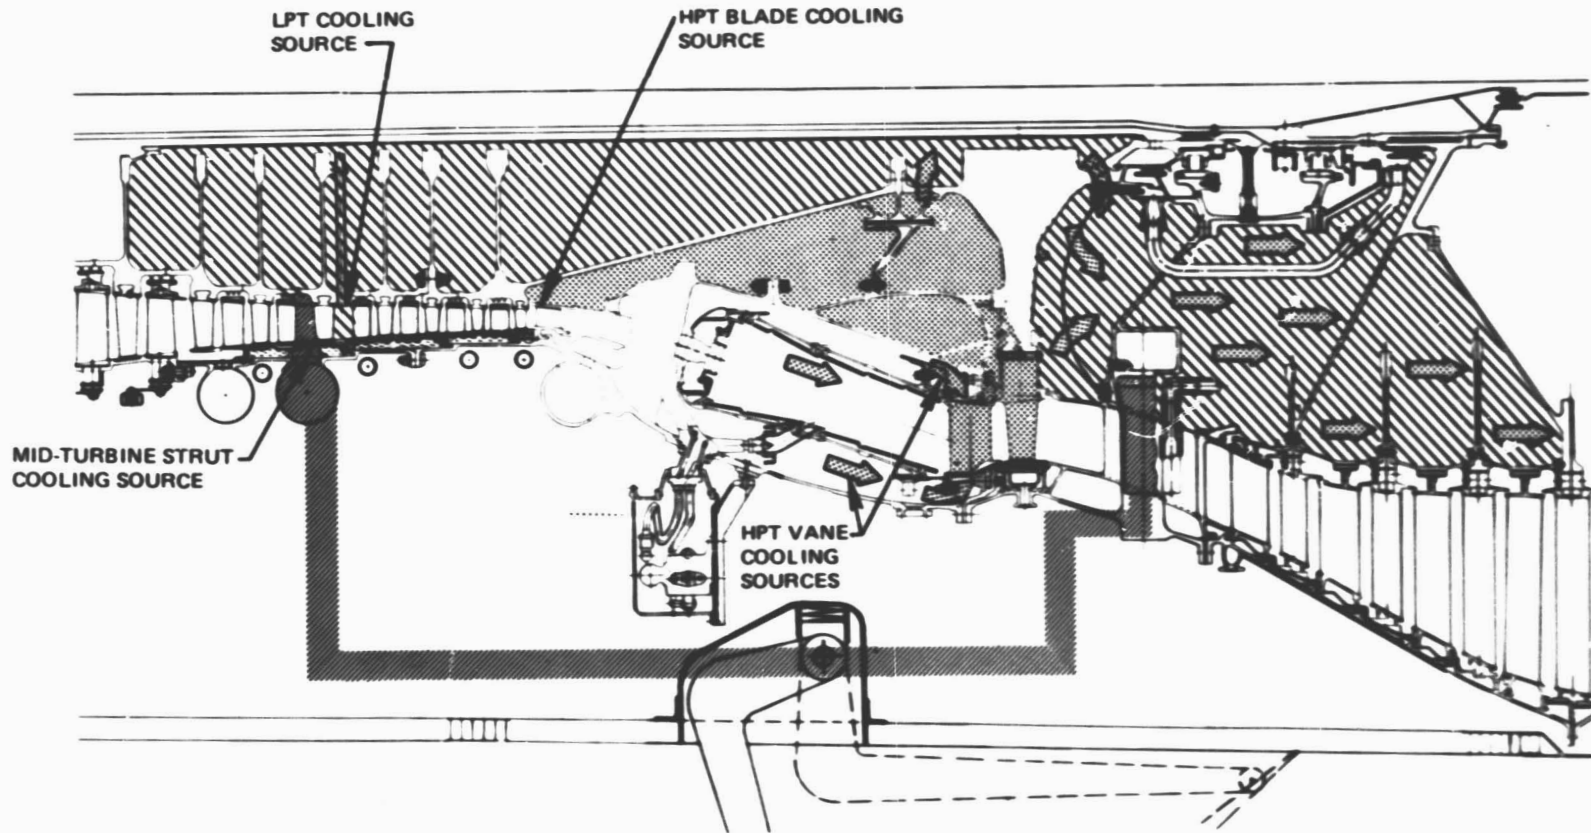 LPT COOLING
SOURCE
HPT BLADE COOLING
SOURCE
MID-TURBINE STRUT
COOLING SOURCE
HPT VANE
COOLING
SOURCES